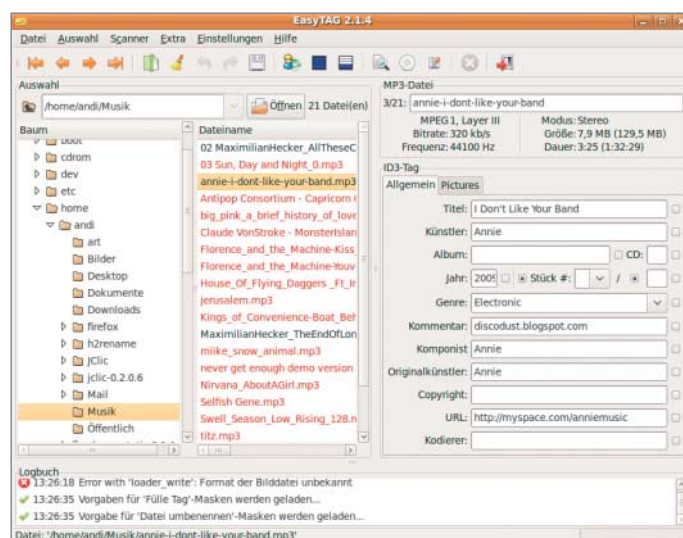 EasyTAG 2.1.4
Datei Auswahl Scanner Extra Einstellungen Hilfe
Auswahl
/home/andi/Musik
Öffnen
21 Datei(en)
Baum
boot
cdrom
dev
etc
home
andi
art
Bilder
Desktop
Dokumente
Downloads
firefox
h2rename
JClic
jclic-0.2.0.6
Mail
Musik
Öffentlich
Dateiname
02 MaximilianHecker_AllTheseC
03 Sun, Day and Night_0.mp3
annie-i-dont-like-your-band.mp3
Antipop Consortium - Capricorn
big_pink_a_brief_history_of_love
Claude VonStroke - MonsterIslan
Florence_and_the_Machine-Kiss
Florence_and_the_Machine-Youv
House_Of_Flying_Daggers_Ft_Ir
jerusalem.mp3
Kings_of_Convenience-Boat_Beh
MaximilianHecker_TheEndOfLon
miike_snow_animal.mp3
never get enough demo version
Nirvana_AboutAGirl.mp3
Selfish Gene.mp3
Swell_Season_Low_Rising_128.n
titz.mp3
MP3-Datei
3/21: annie-i-dont-like-your-band
MPEG 1, Layer III Modus: Stereo
Bitrate: 320 kb/s Größe: 7,9 MB (129,5 MB)
Frequenz: 44100 Hz Dauer: 3:25 (1:32:29)
ID3-Tag
Allgemein Pictures
Titel: I Don't Like Your Band
Künstler: Annie
Album: CD:
Jahr: 2009 Stück #: /
Genre: Electronic
Kommentar: discodust.blogspot.com
Komponist Annie
Originalkünstler: Annie
Copyright:
URL: http://myspace.com/anniemusic
Kodierer:
Logbuch
13:26:18 Error with 'loader_write': Format der Bilddatei unbekannt
13:26:35 Vorgaben für 'Fülle Tag'-Masken werden geladen...
13:26:35 Vorgabe für 'Datei umbenennen'-Masken werden geladen...
Datei: '/home/andi/Musik/annie-i-dont-like-your-band.mp3'